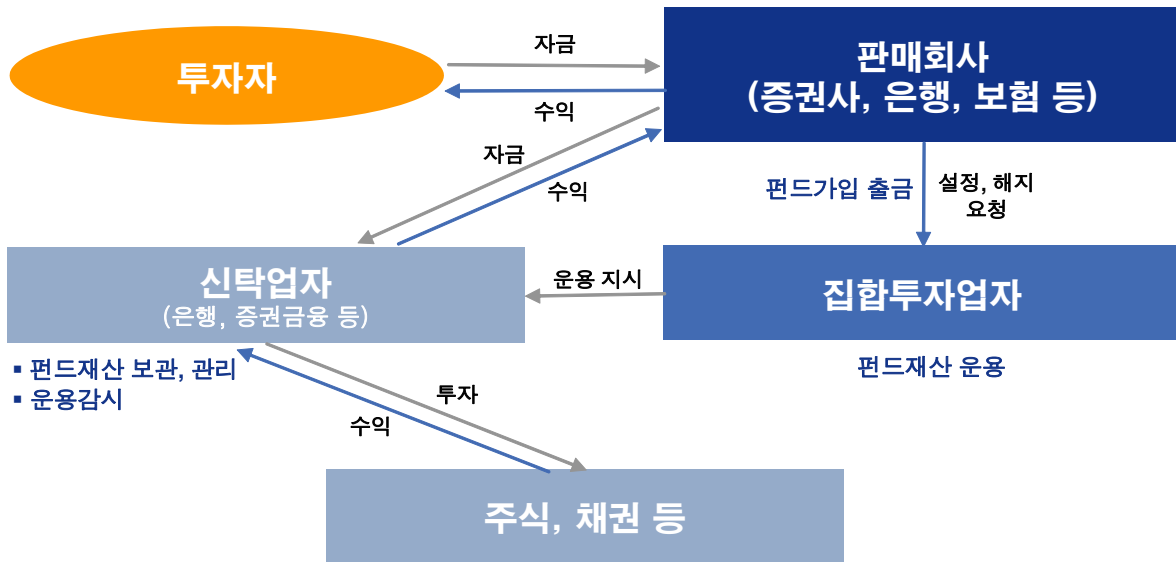 투자자
자금
수익
판매회사
(증권사, 은행, 보험 등)
자금
수익
펀드가입 출금
설정, 해지
요청
신탁업자
(은행, 증권금융 등)
운용 지시
집합투자업자
▪ 펀드재산 보관, 관리
▪ 운용감시
펀드재산 운용
투자
수익
주식, 채권 등